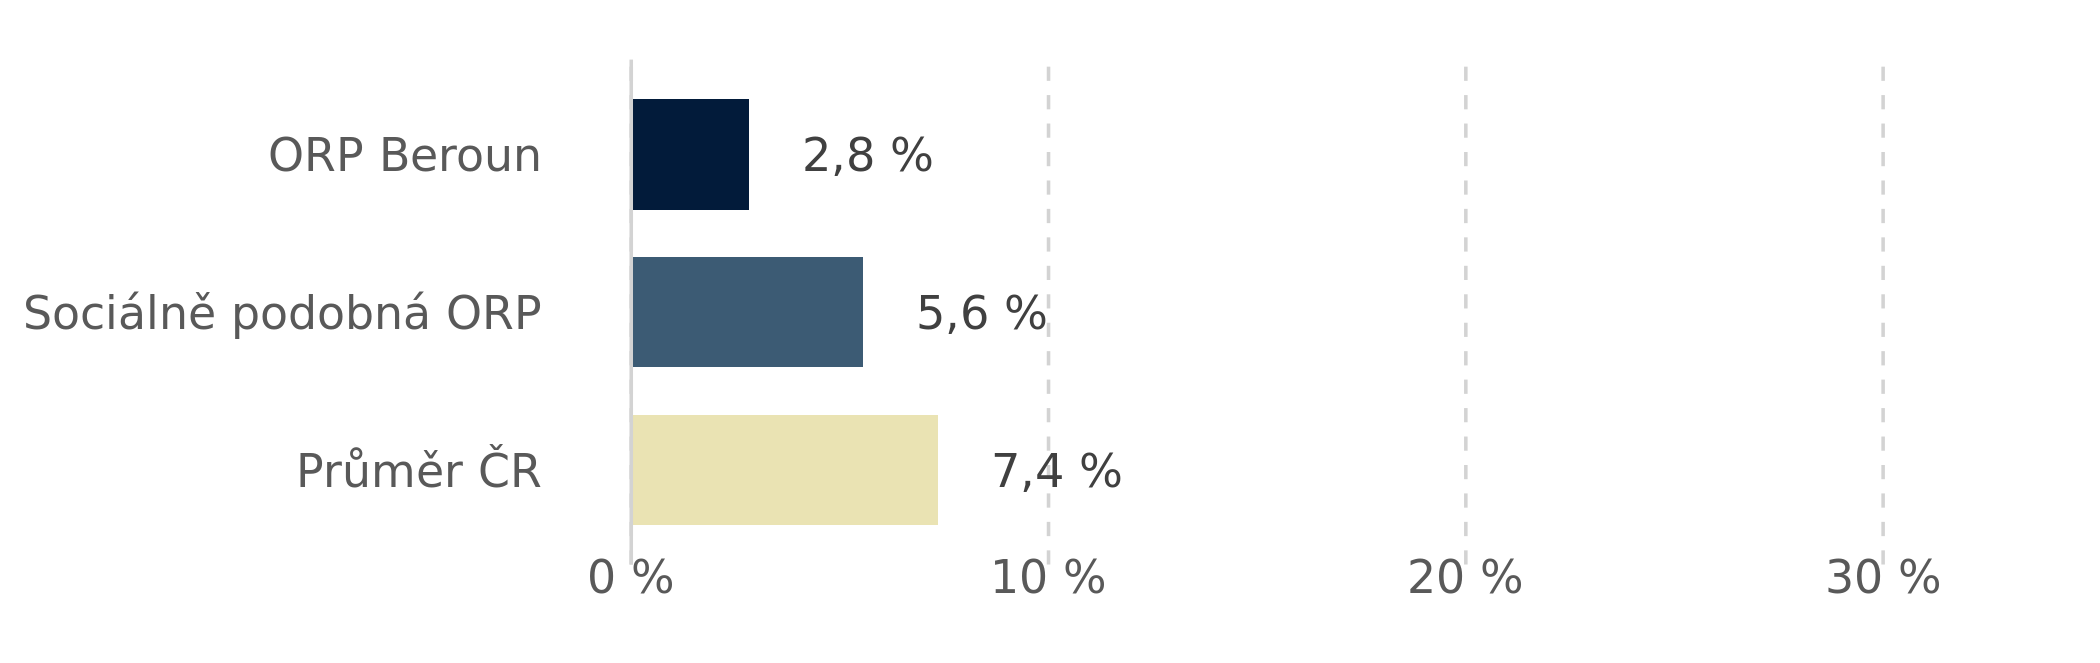 ORP Beroun 2,8 %
Sociálně podobná ORP 5,6 %
Průměr ČR 7,4 %
0 % 10 % 20 % 30 %